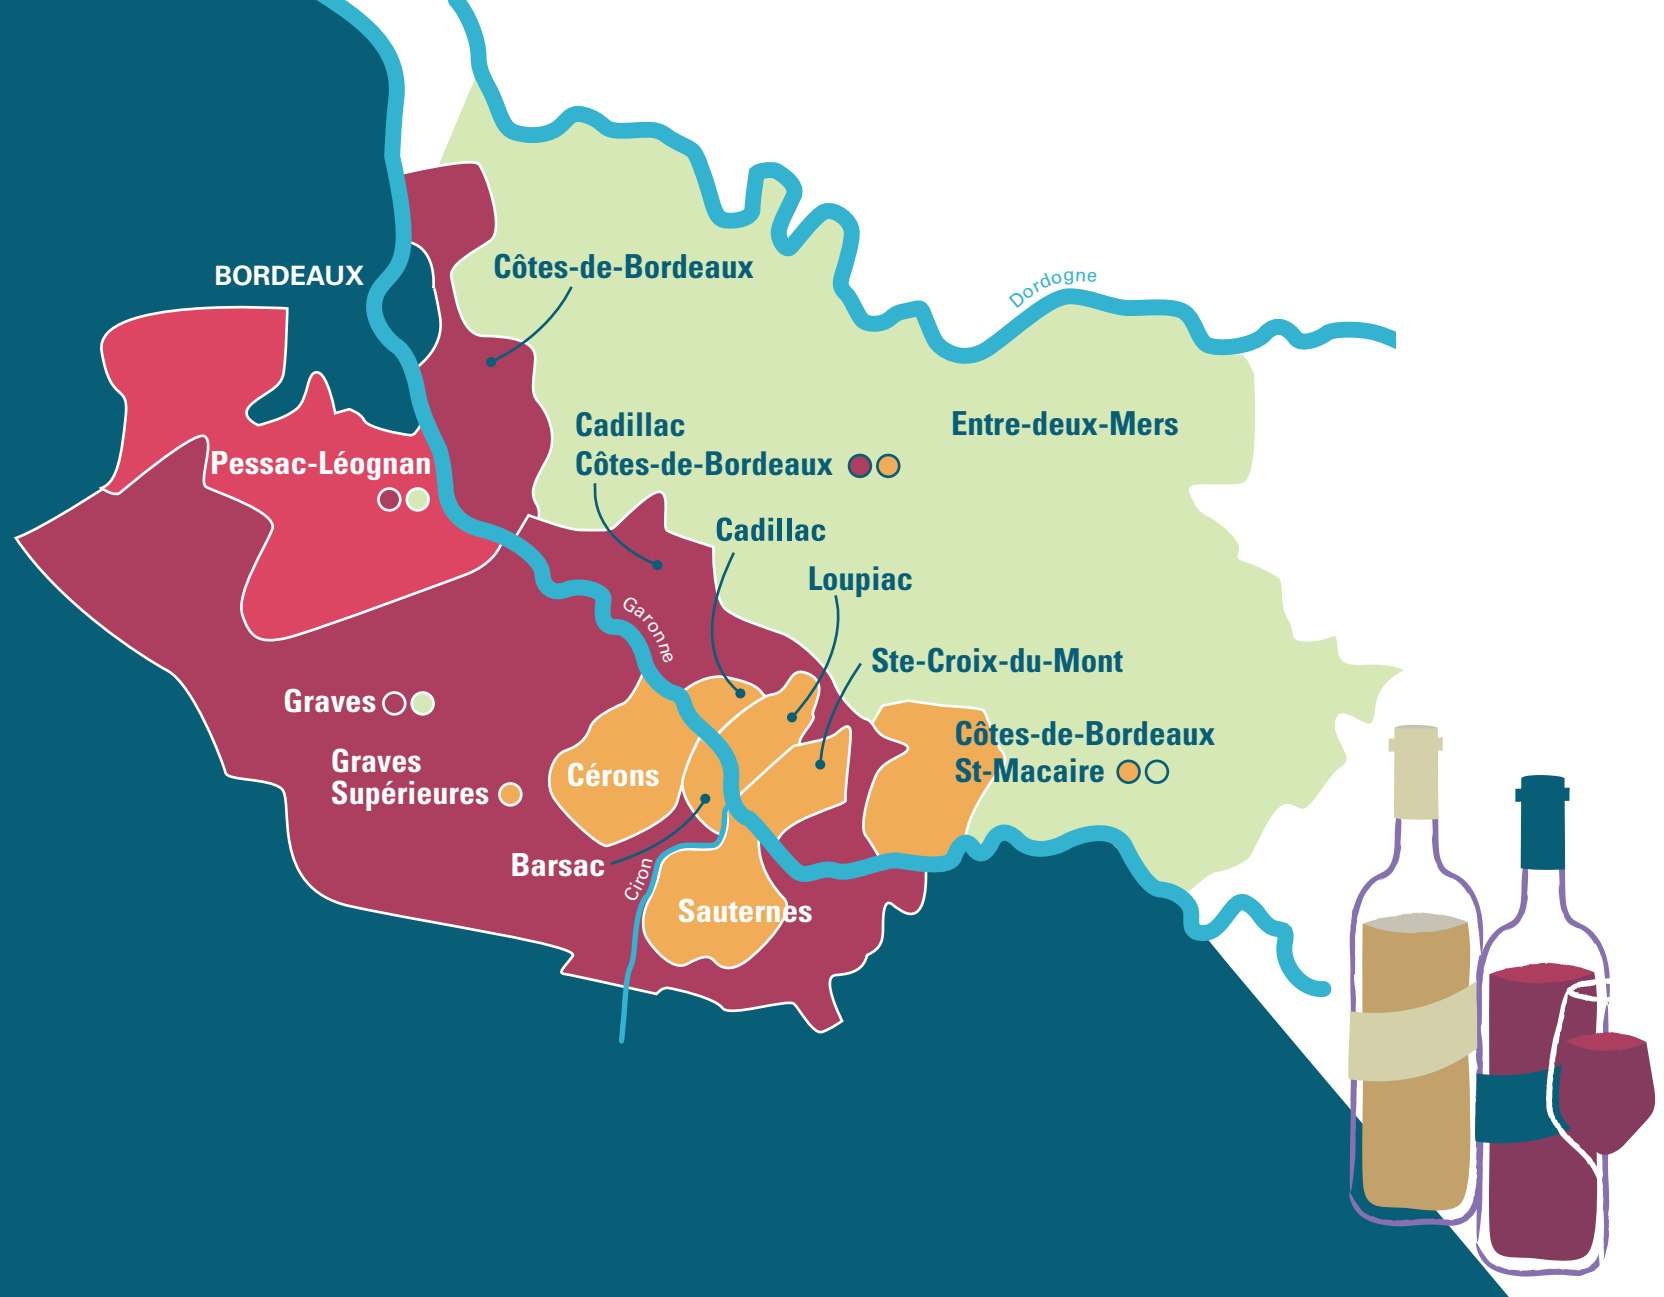 Dordogne
Côtes-de-Bordeaux
BORDEAUX
Cadillac
Côtes-de-Bordeaux
Entre-deux-Mers
Pessac-Léognan
Cadillac
Loupiac
Garonne
Ste-Croix-du-Mont
Graves
Côtes-de-Bordeaux
St-Macaire
Graves
Supérieures
Cérons
Barsac
Ciron
Sauternes